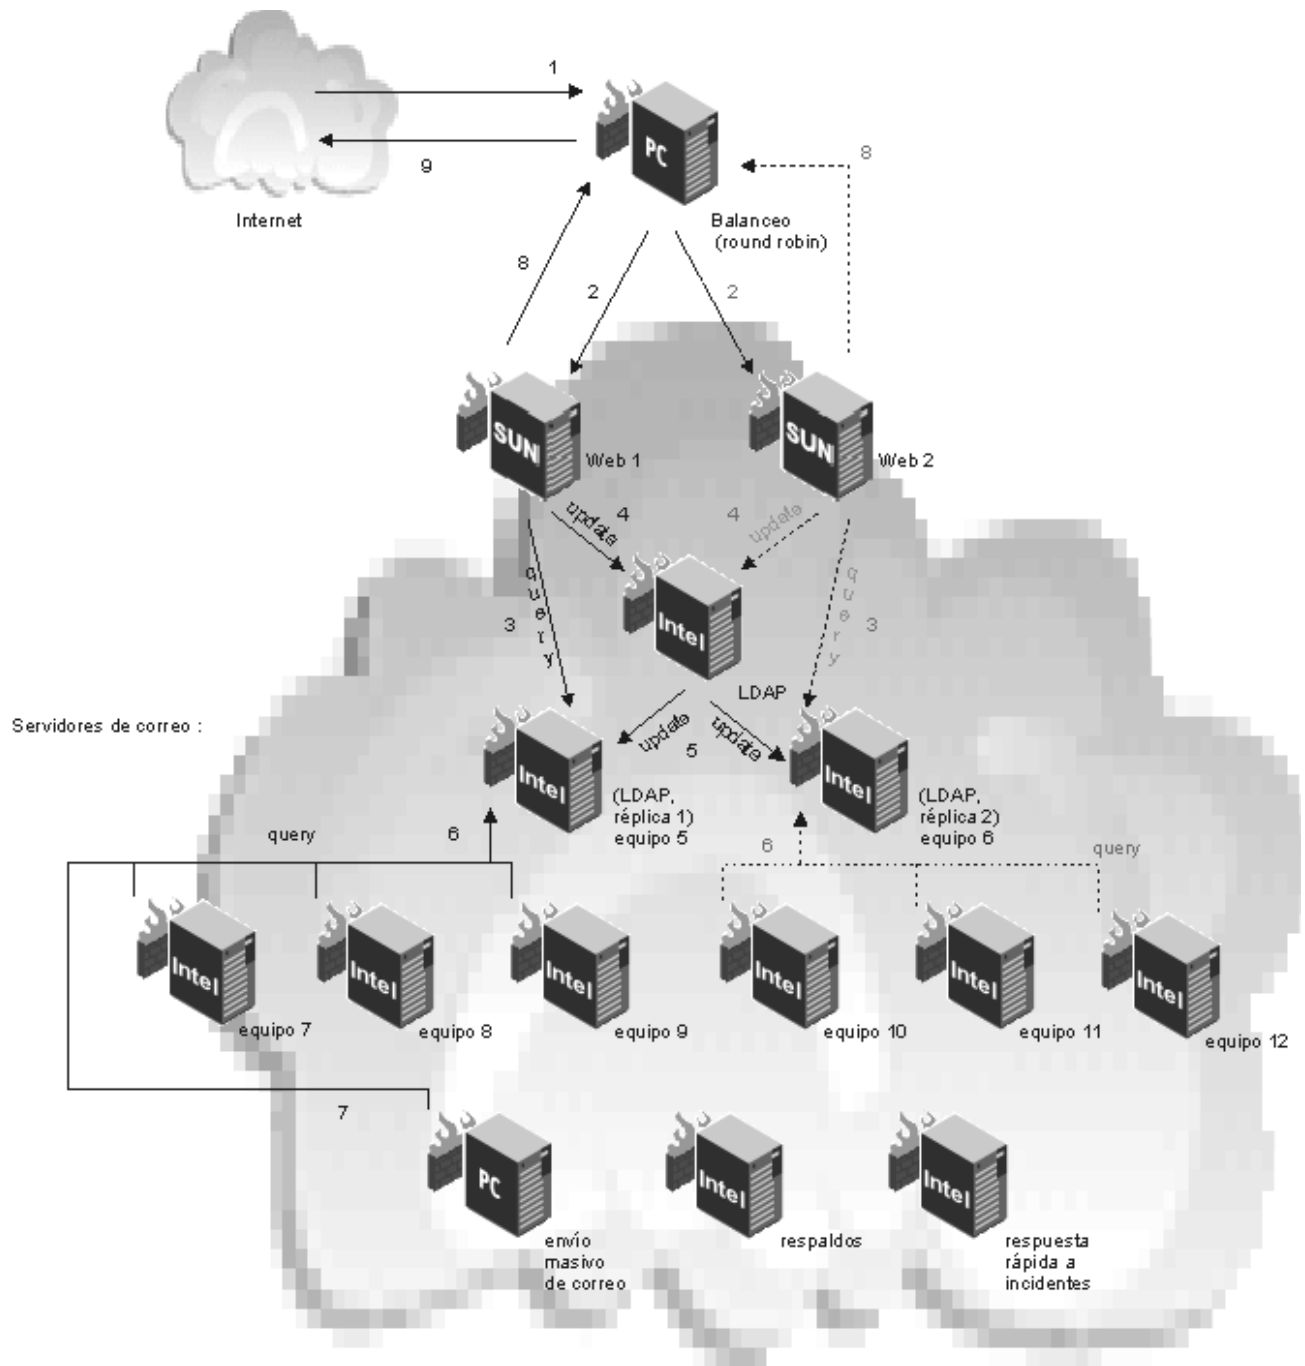 1
PC
9
8
Internet
Balanceo
(round robin)
8
2
2
SUN
Web 1
SUN
Web 2
update
4
4
update
query
3
query
3
Intel
LDAP
Servidores de correo :
update
5
update
Intel
(LDAP,
réplica 1)
equipo 5
Intel
(LDAP,
réplica 2)
equipo 6
query
6
6
query
Intel
equipo 7
Intel
equipo 8
Intel
equipo 9
Intel
equipo 10
Intel
equipo 11
Intel
equipo 12
7
PC
envío
masivo
de correo
Intel
respaldos
Intel
respuesta
rápida a
incidentes